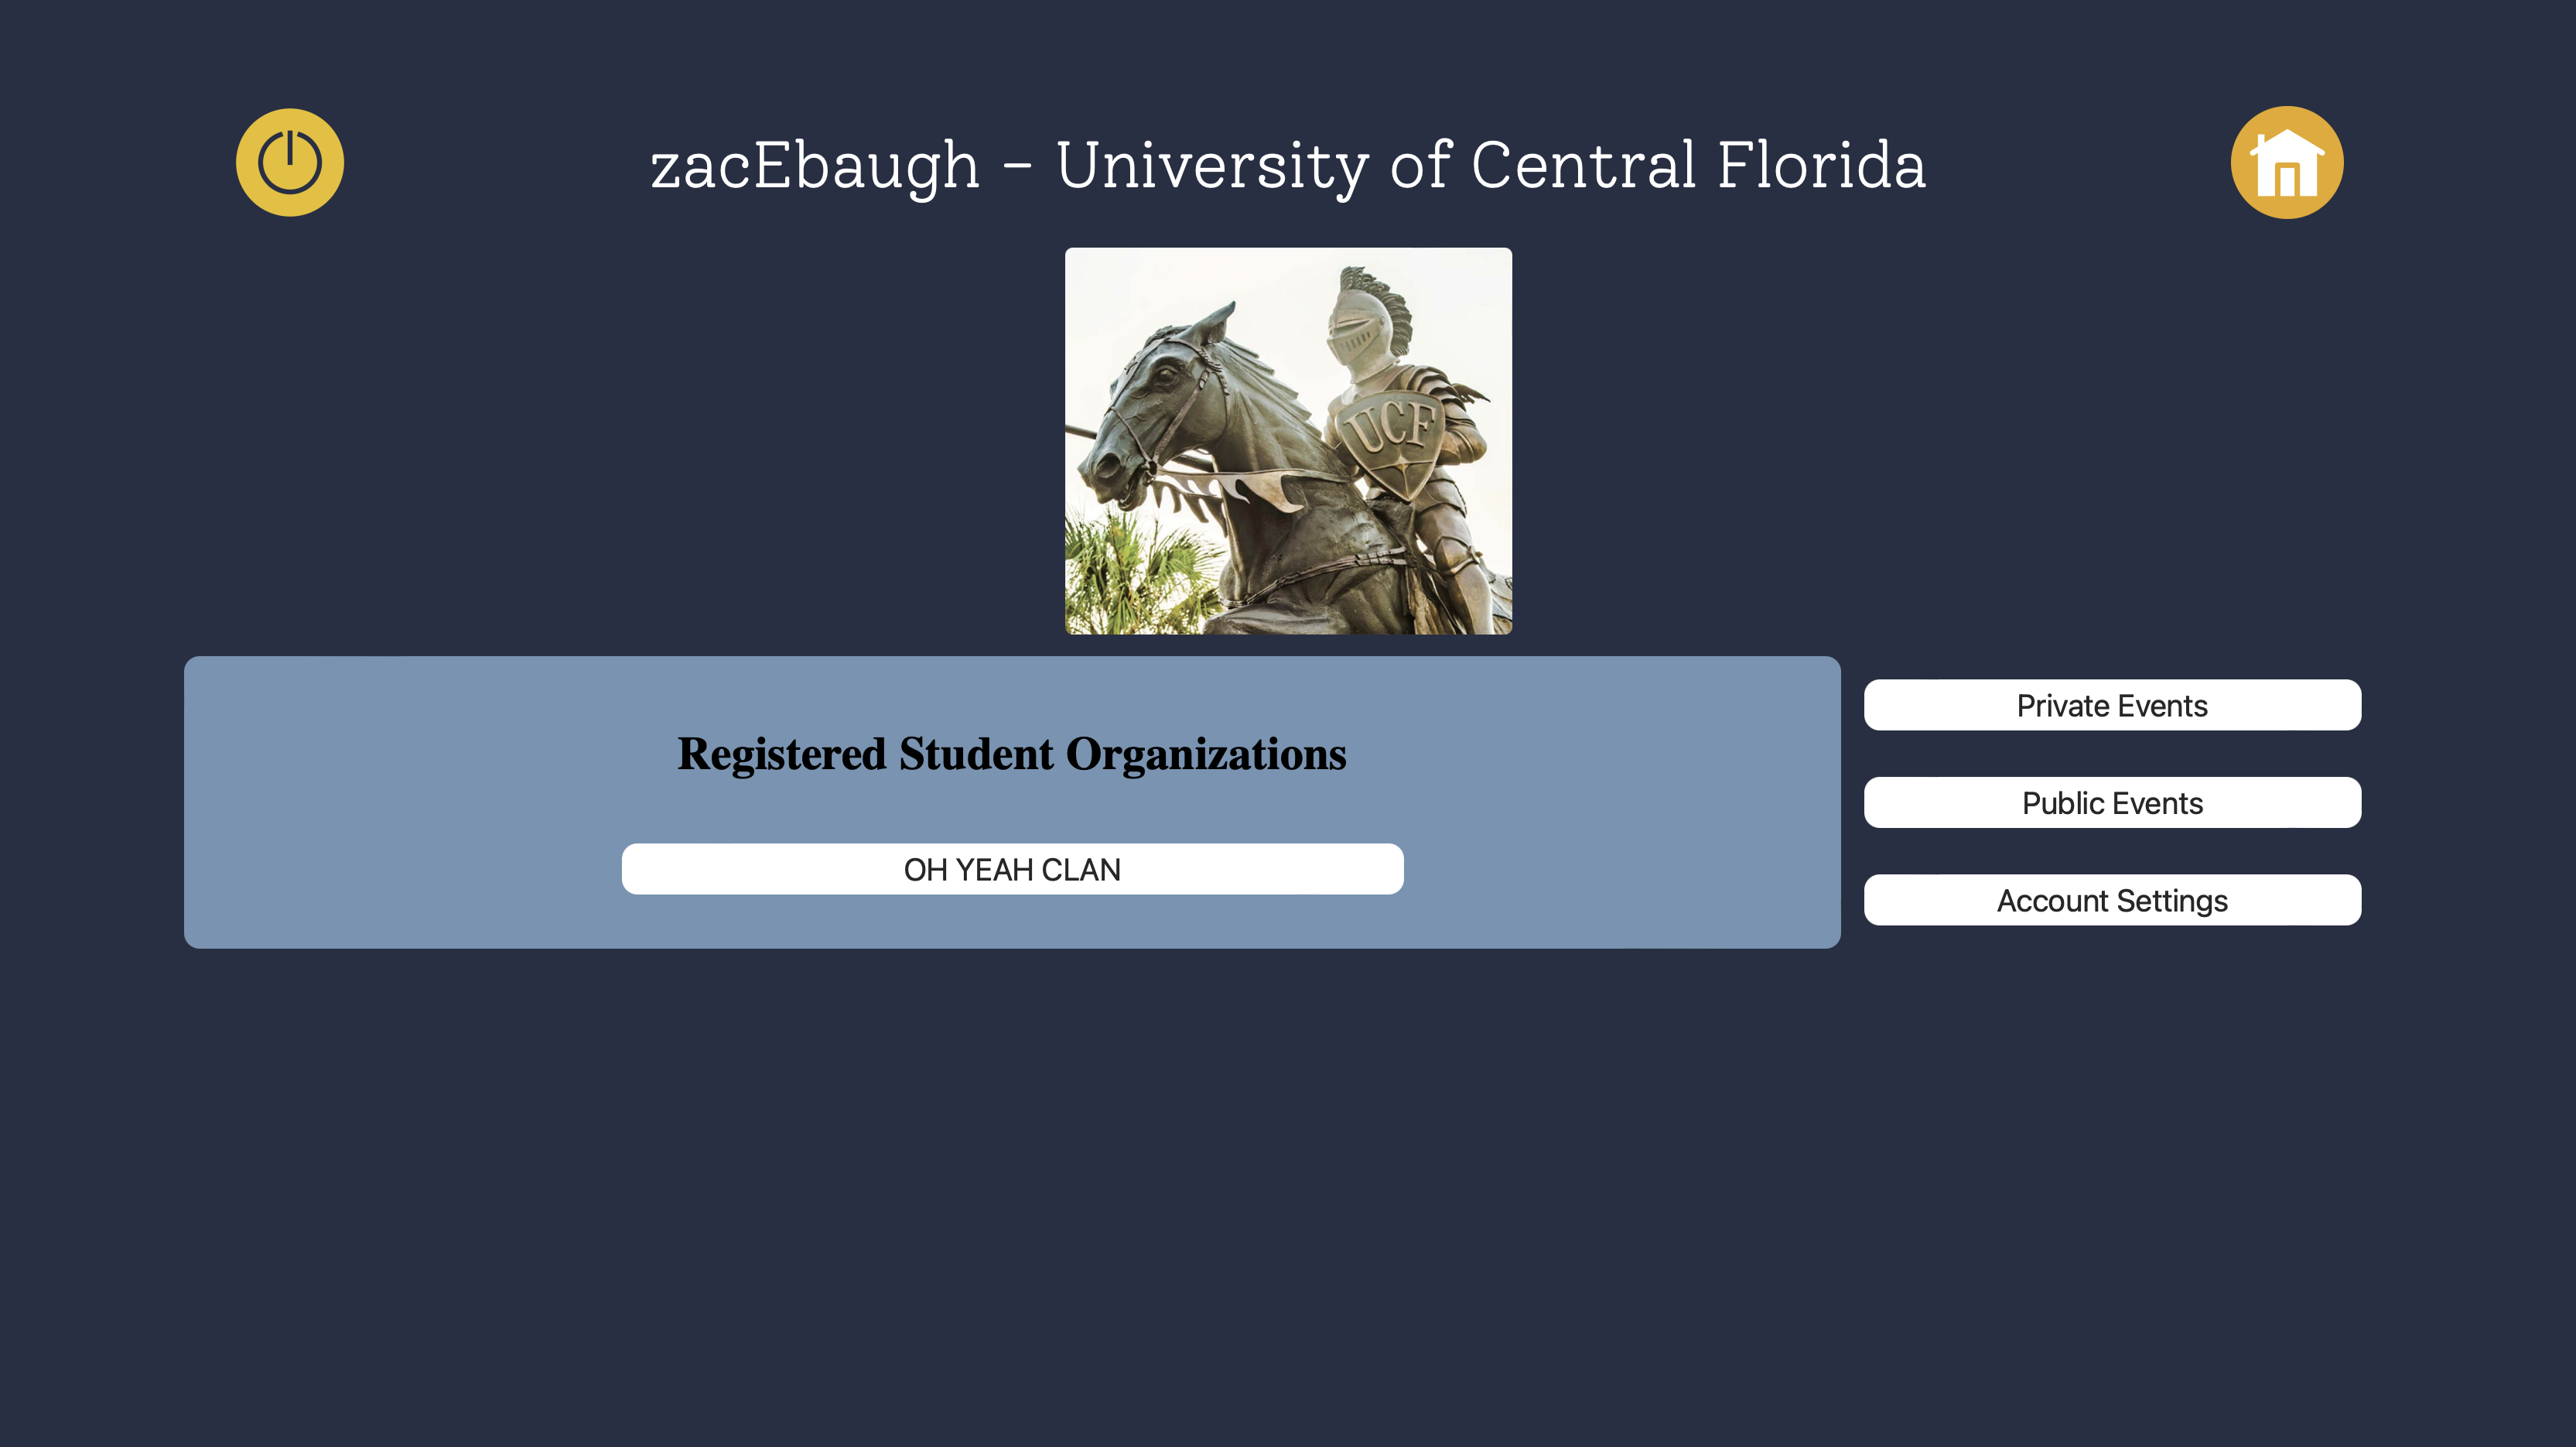 zacEbaugh - University of Central Florida
UCF
Registered Student Organizations
OH YEAH CLAN
Private Events
Public Events
Account Settings